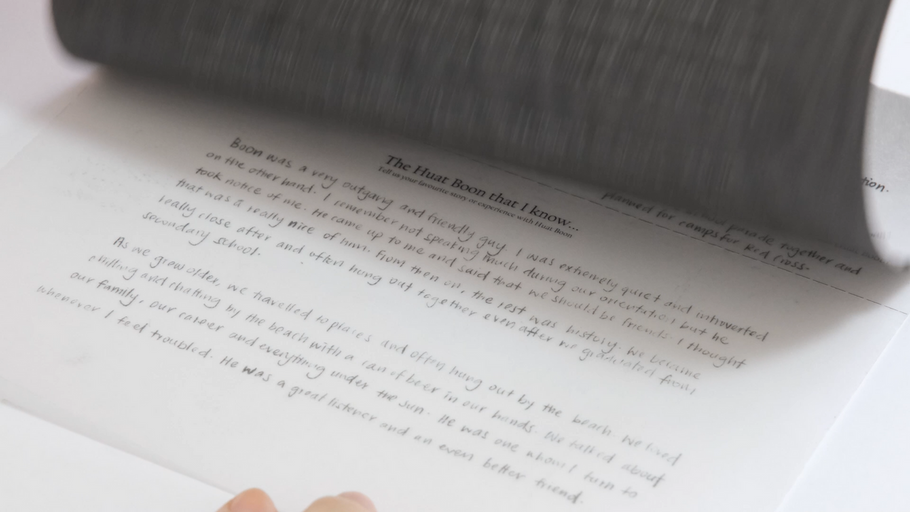 The Huat Boon that I know...
Tell us your favourite story or experience with Huat Boon
Boon was a very outgoing and friendly guy. I was extremely quiet and introverted
on the other hand. I remember not speaking much during our orientation but he
took notice of me. He came up to me and said that we should be friends. I thought
that was a really nice of him. From then on, the rest was history. We became
really close after and often hung out together even after we graduated from
secondary school.
As we grow older, we travelled to places and often hung out by the beach. We
chilling and chatting by the beach with a can of beer in our hands. We talked about
our family, our career and everything under the sun. He was one whom I turn to
whenever I feel troubled. He was a great listener and an even better friend.
parade together and
planned for camps for Red Cross.
tion.